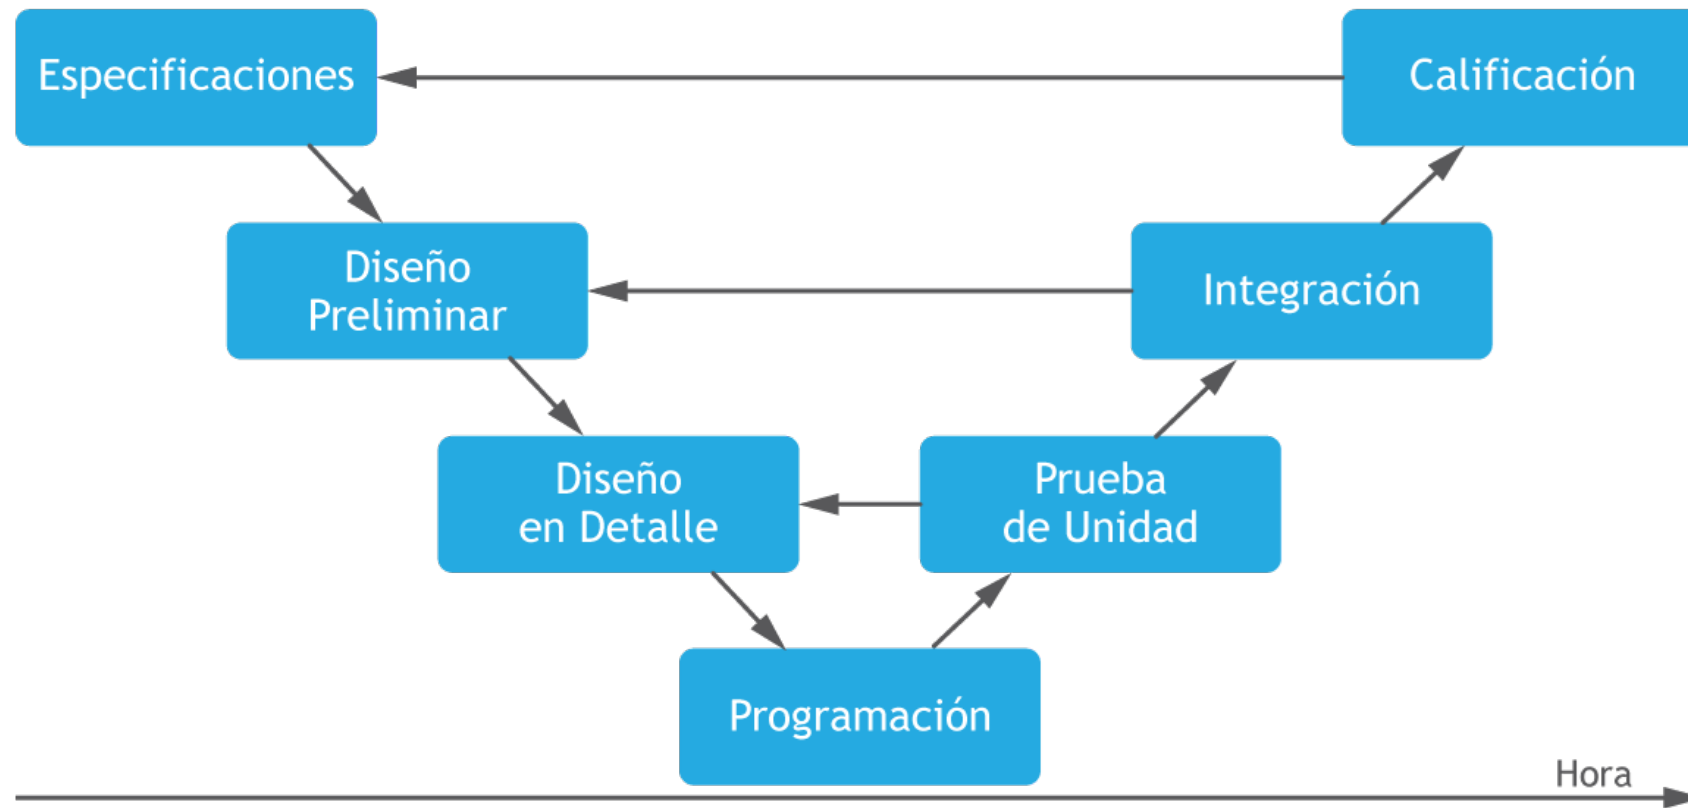 Especificaciones
Calificación
Diseño
Preliminar
Integración
Diseño
en Detalle
Prueba
de Unidad
Programación
Hora